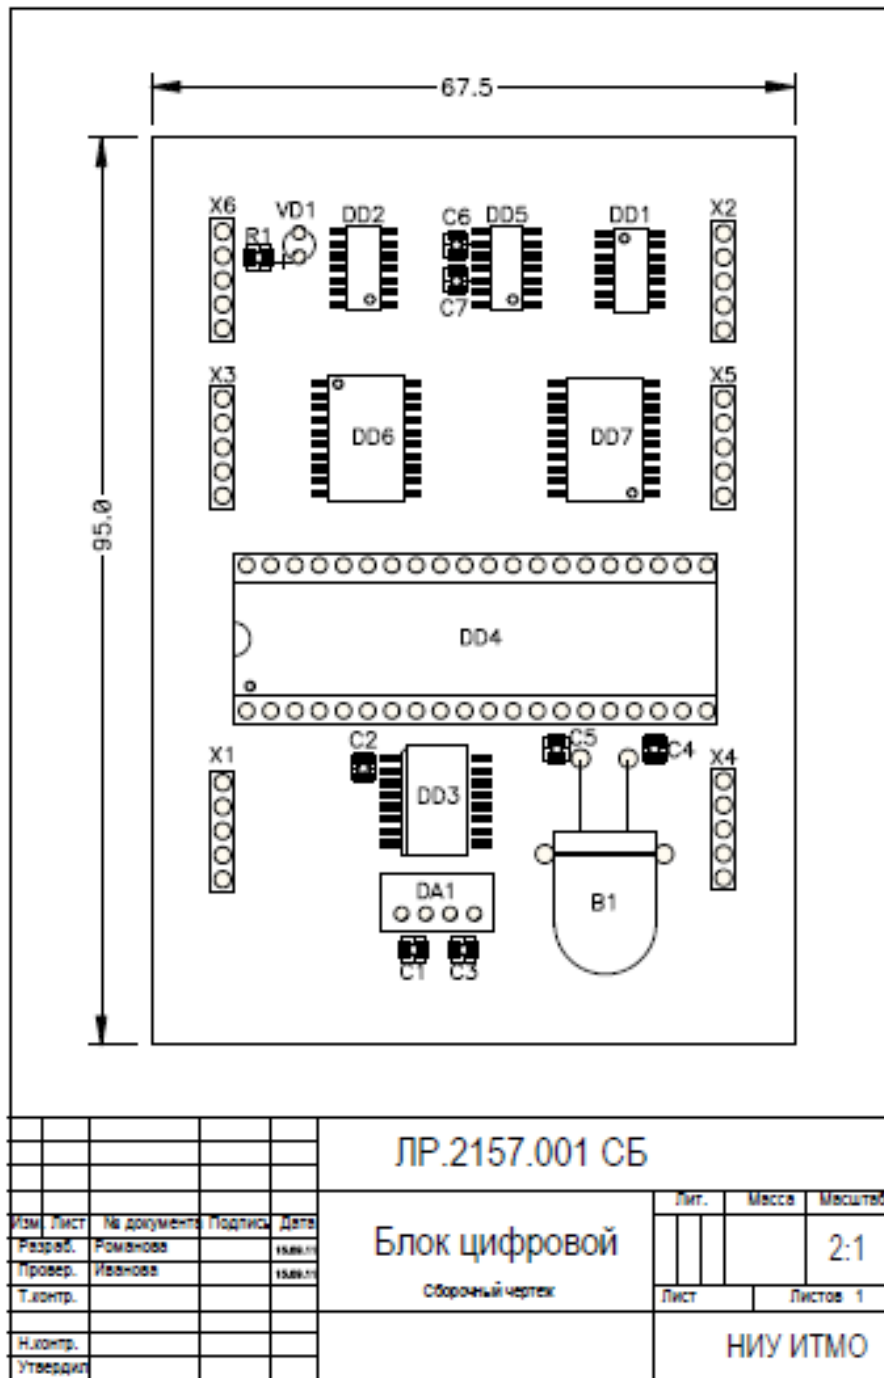 67.5
95.0
X6
VD1
DD2
C6
DD5
DD1
X2
R1
C7
X3
X5
DD6
DD7
DD4
C2
C5
C4
X1
X4
DD3
DA1
B1
C1
C3
ЛР.2157.001 СБ
Лит. Масса Масштаб
Изм. Лист № документа Подпись Дата
Разраб. Романова
Блок цифровой
2:1
Провер. Иванова
Т.контр.
Сборочный чертеж
Лист Листов 1
Н.контр.
НИУ ИТМО
Утвердил